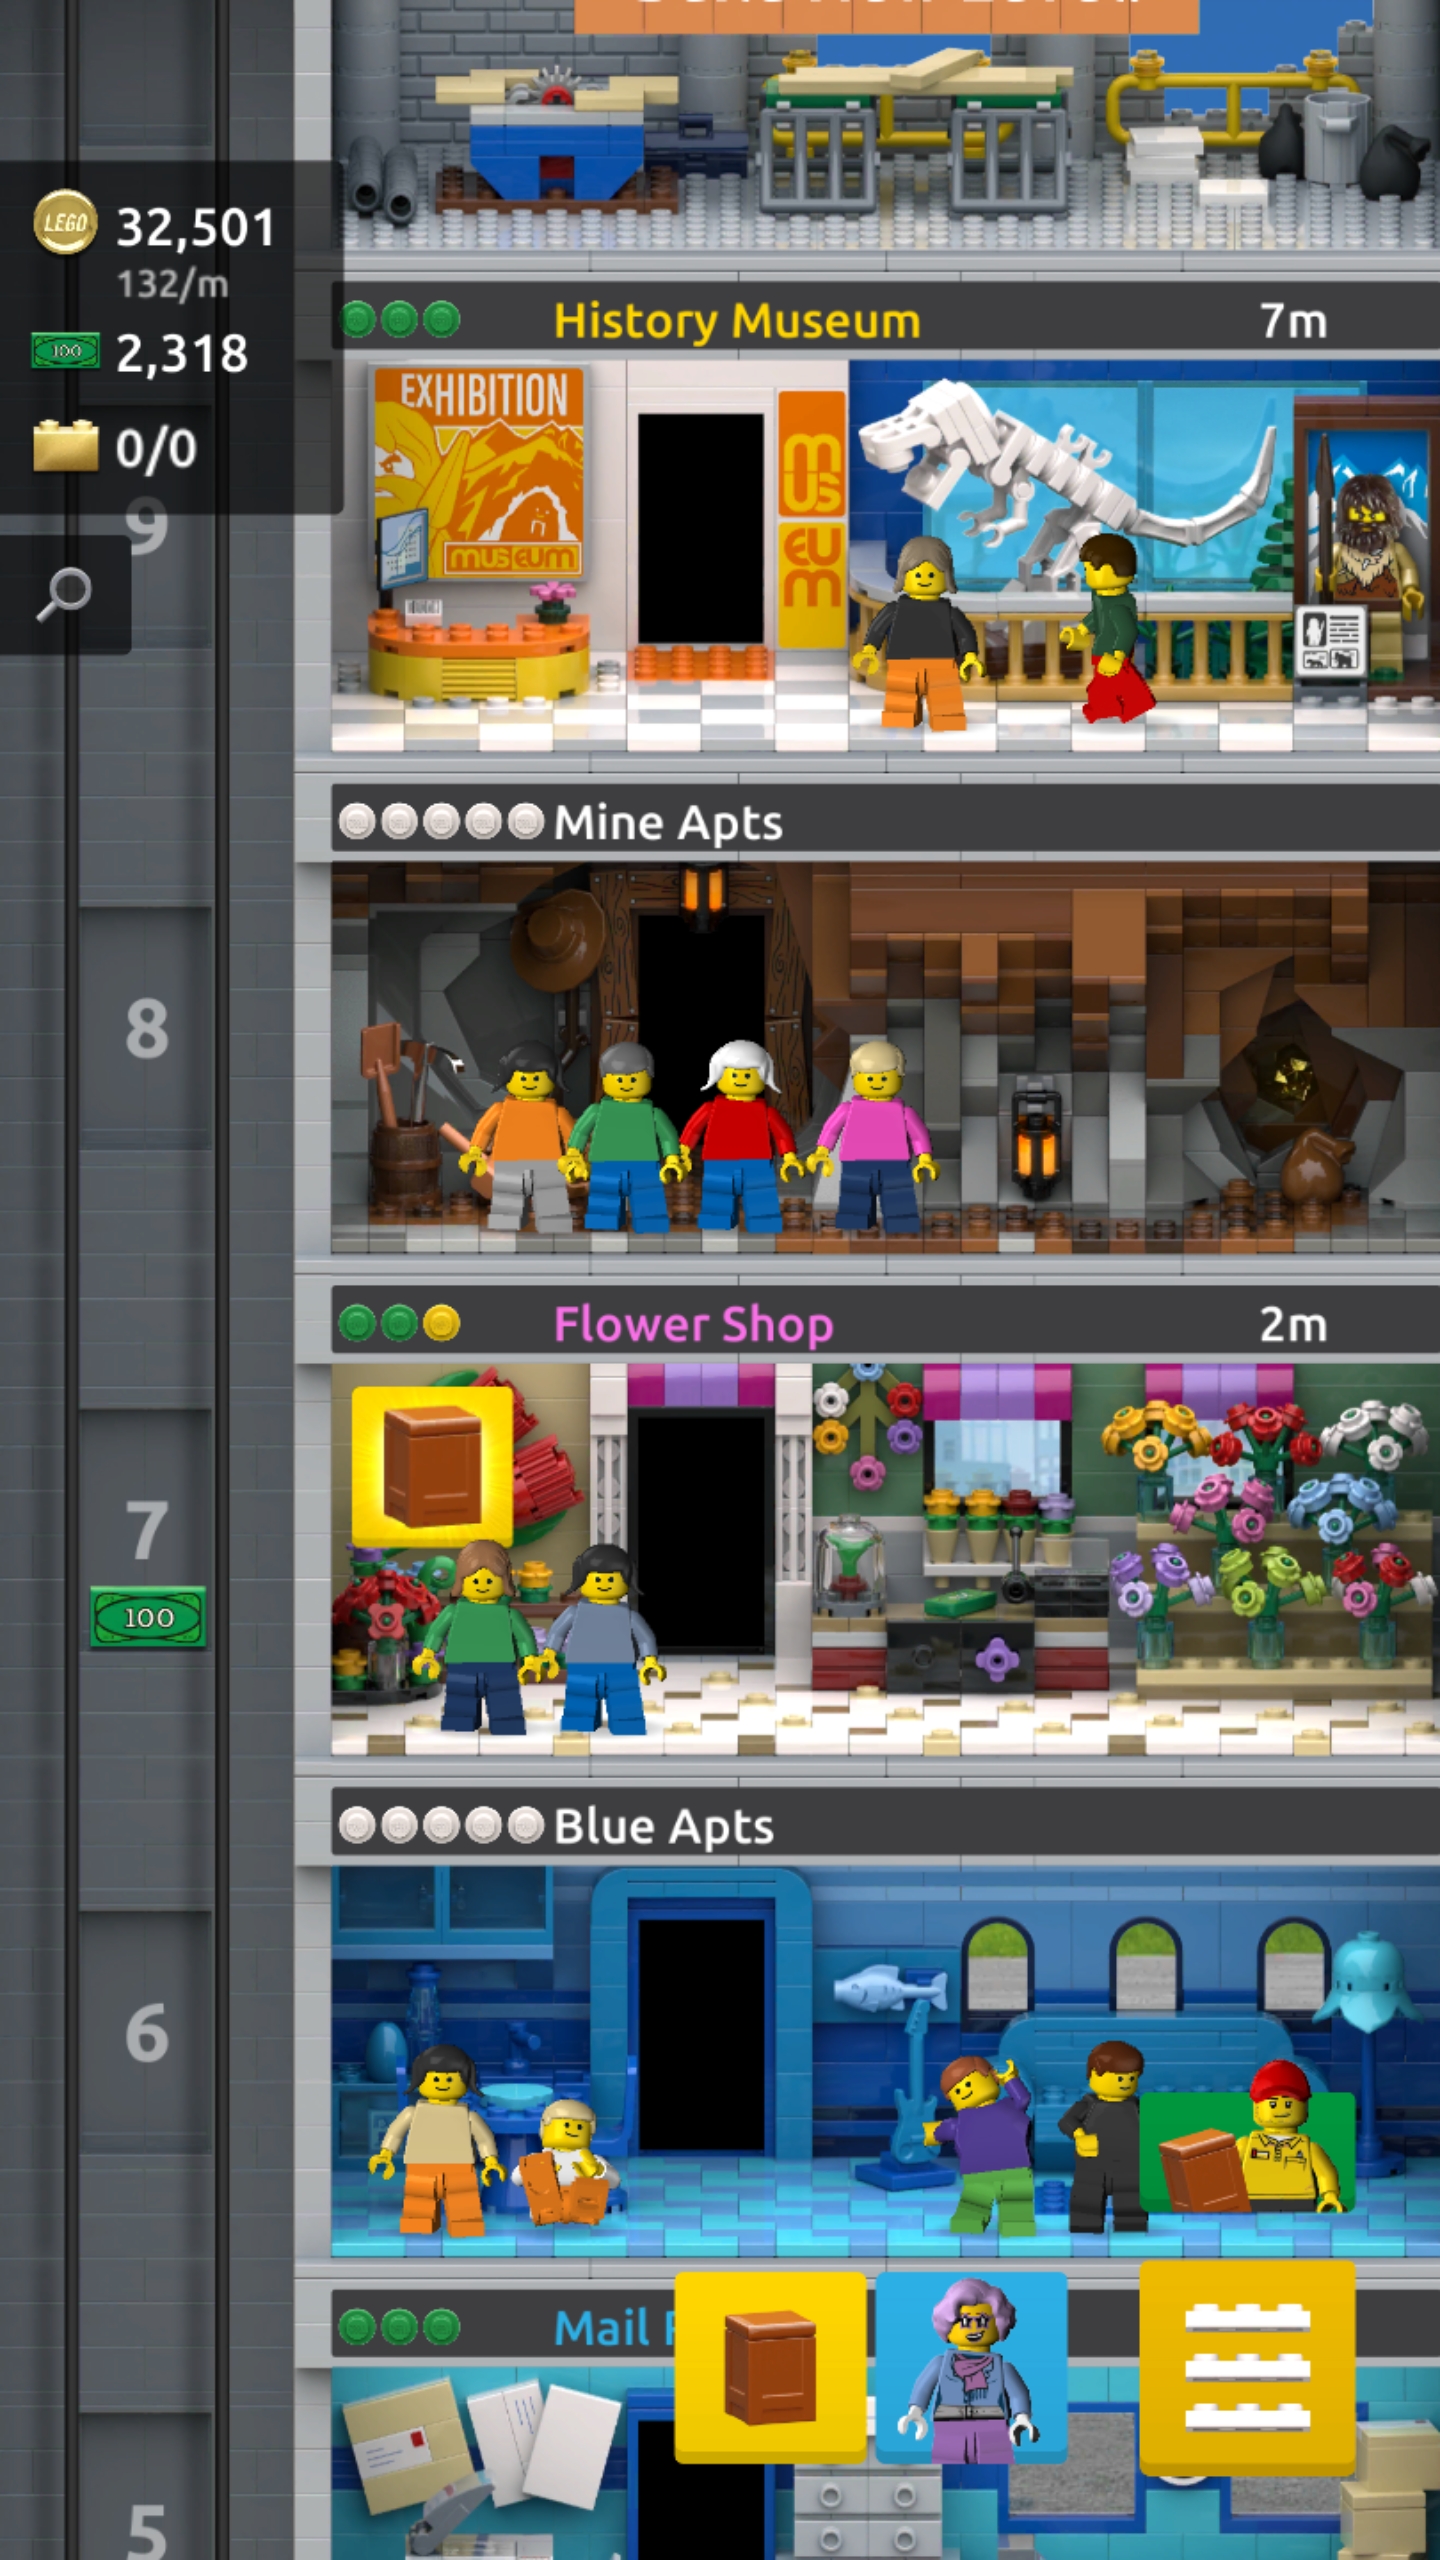 LEGO 32,501
132/m
100 2,318
0/0
History Museum 7m
EXHIBITION
MUSEUM
MUS
EUM
9
Mine Apts
8
Flower Shop 2m
7
100
Blue Apts
6
Mail
5